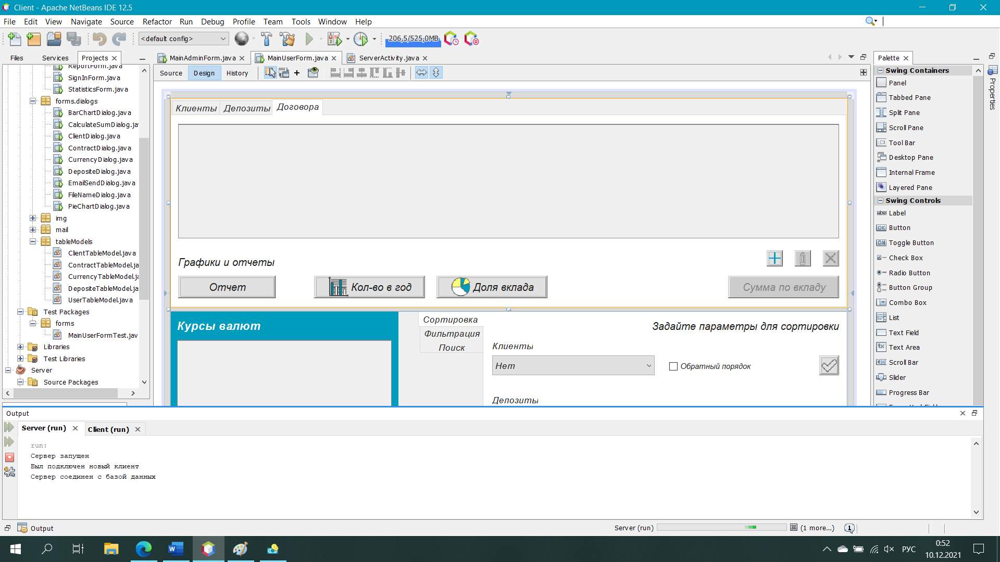 Client - Apache NetBeans IDE 12.5
File Edit View Navigate Source Refactor Run Debug Profile Team Tools Window Help
<default config>
206,5/525,0MB
Files Services Projects
MainAdminForm.java MainUserForm.java ServerActivity.java
Palette
Source Design History
ReportForm.java
SignInForm.java
StatisticsForm.java
forms.dialogs
BarChartDialog.java
CalculateSumDialog.ja
ClientDialog.java
ContractDialog.java
CurrencyDialog.java
DepositeDialog.java
EmailSendDialog.java
FileNameDialog.java
PieChartDialog.java
img
mail
tableModels
ClientTableModel.java
ContractTableModel.ja
CurrencyTableModel.ja
DepositeTableModel.ja
UserTableModel.java
Test Packages
forms
MainUserFormTest.jav
Libraries
Test Libraries
Server
Source Packages
Клиенты Депозиты Договора
Графики и отчеты
Отчет Кол-во в год Доля вклада Сумма по вкладу
Курсы валют
Сортировка
Фильтрация
Поиск
Задайте параметры для сортировки
Клиенты
Нет
Обратный порядок
Депозиты
Swing Containers
Panel
Tabbed Pane
Split Pane
Scroll Pane
Tool Bar
Desktop Pane
Internal Frame
Layered Pane
Swing Controls
Label
Button
Toggle Button
Check Box
Radio Button
Button Group
Combo Box
List
Text Field
Text Area
Scroll Bar
Slider
Progress Bar
Properties
Output
Server (run) Client (run)
run:
Сервер запущен
Был подключен новый клиент
Сервер соединен с базой данных
Output
Server (run) (1 more...) 1
РУС
0:52
10.12.2021